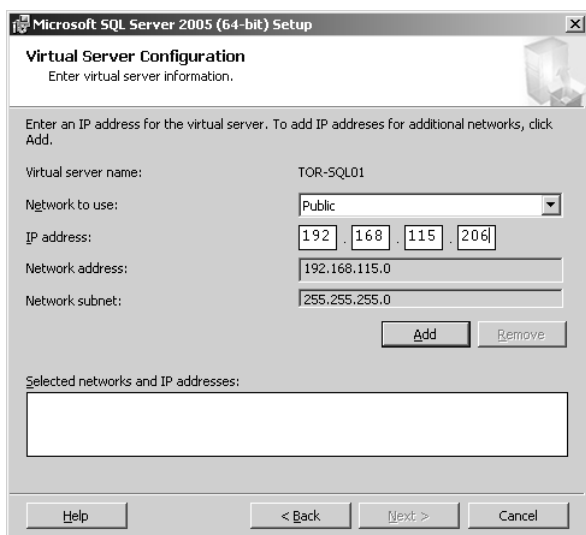 Microsoft SQL Server 2005 (64-bit) Setup
Virtual Server Configuration
Enter virtual server information.
Enter an IP address for the virtual server. To add IP addreses for additional networks, click
Add.
Virtual server name: TOR-SQL01
Network to use: Public
IP address: 192 . 168 . 115 . 206
Network address: 192.168.115.0
Network subnet: 255.255.255.0
Add Remove
Selected networks and IP addresses:
Help < Back Next > Cancel